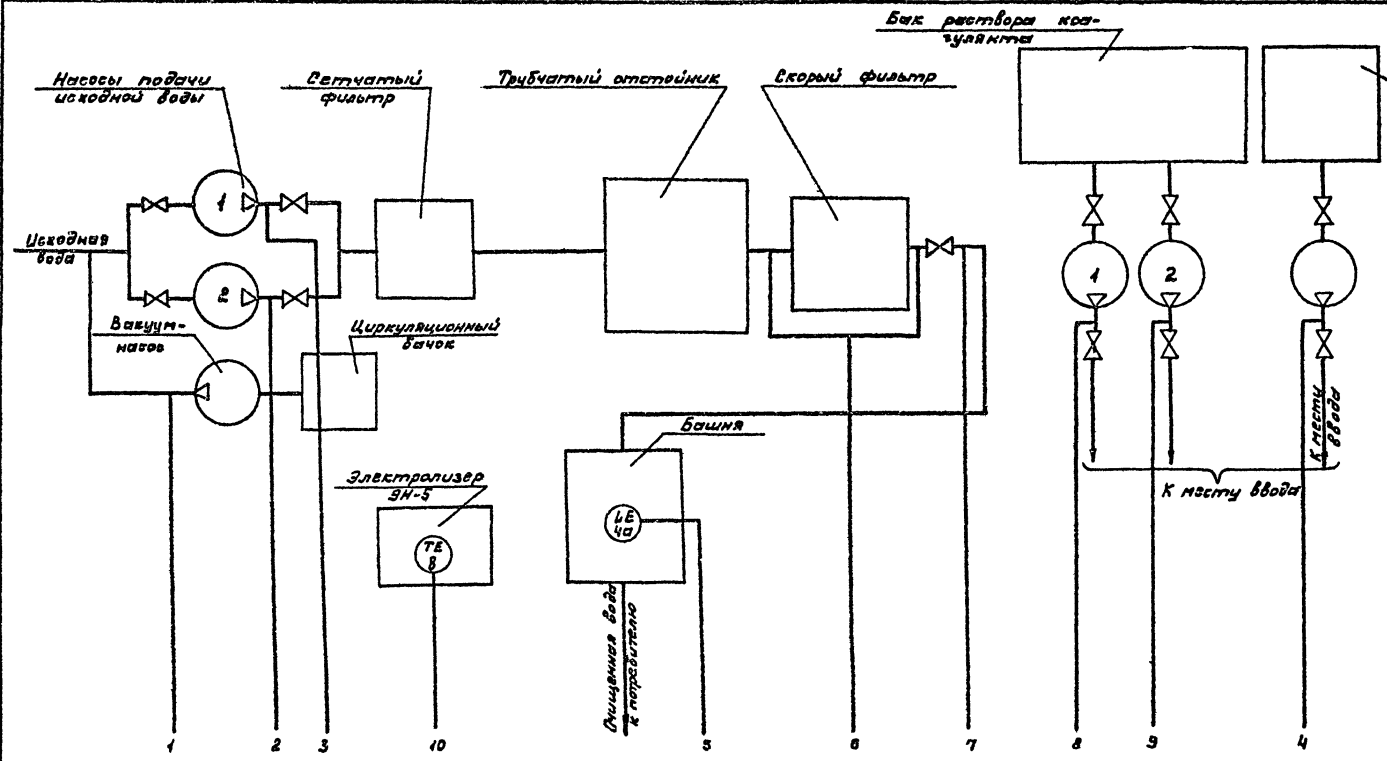 Бак раствора коа-
гулянта
Насосы подачи
исходной воды
Сетчатый
фильтр
Трубчатый отстойник
Скорый фильтр
1
Исходная
вода
2
1
2
Вакуум-
насос
Циркуляционный
бачок
К месту
ввода
Башня
Электролизер
ЭН-5
К месту ввода
LE
4а
TE
8
Очищенная вода
к потребителю
1
2
3
10
5
6
7
8
9
4